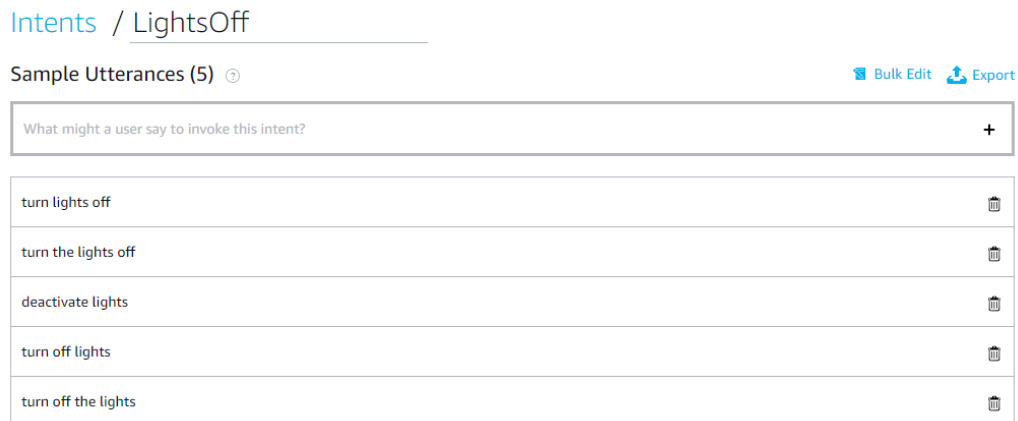 Intents / LightsOff
Sample Utterances (5) ? Bulk Edit Export
What might a user say to invoke this intent? +
turn lights off
turn the lights off
deactivate lights
turn off lights
turn off the lights